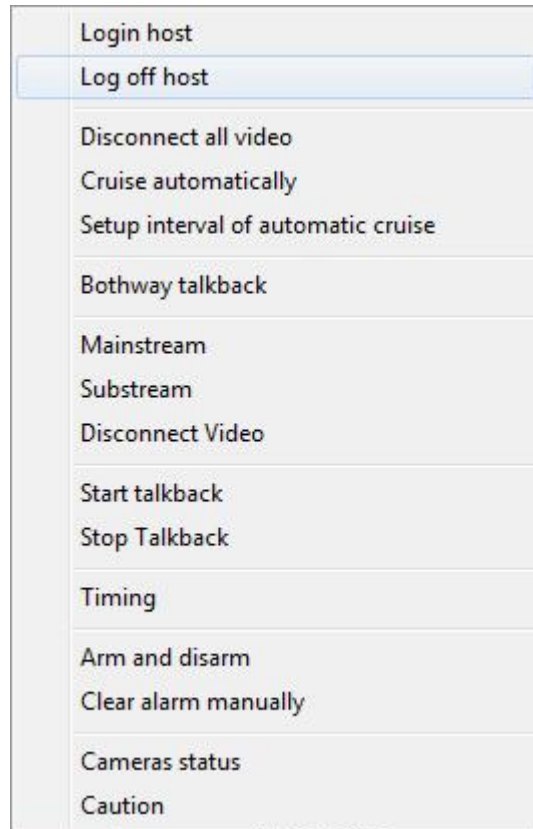 Login host
Log off host
Disconnect all video
Cruise automatically
Setup interval of automatic cruise
Bothway talkback
Mainstream
Substream
Disconnect Video
Start talkback
Stop Talkback
Timing
Arm and disarm
Clear alarm manually
Cameras status
Caution